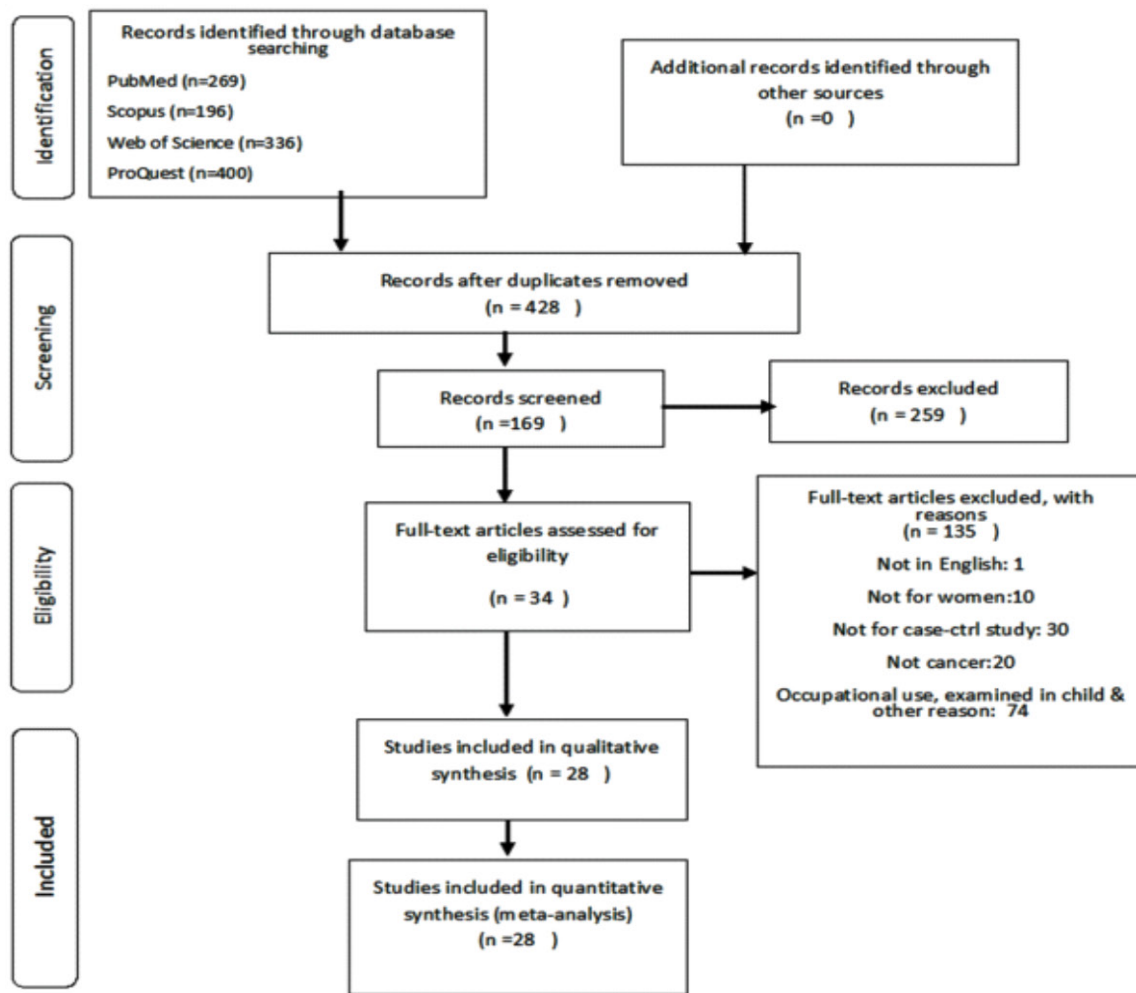 Identification
Records identified through database
searching
PubMed (n=269)
Scopus (n=196)
Web of Science (n=336)
ProQuest (n=400)
Additional records identified through
other sources
(n =0 )
Screening
Records after duplicates removed
(n = 428 )
Records screened
(n =169 )
Records excluded
(n = 259 )
Eligibility
Full-text articles assessed for
eligibility
(n = 34 )
Full-text articles excluded, with
reasons
(n = 135 )
Not in English: 1
Not for women:10
Not for case-ctrl study: 30
Not cancer:20
Occupational use, examined in child &
other reason: 74
Included
Studies included in qualitative
synthesis (n = 28 )
Studies included in quantitative
synthesis (meta-analysis)
(n =28 )